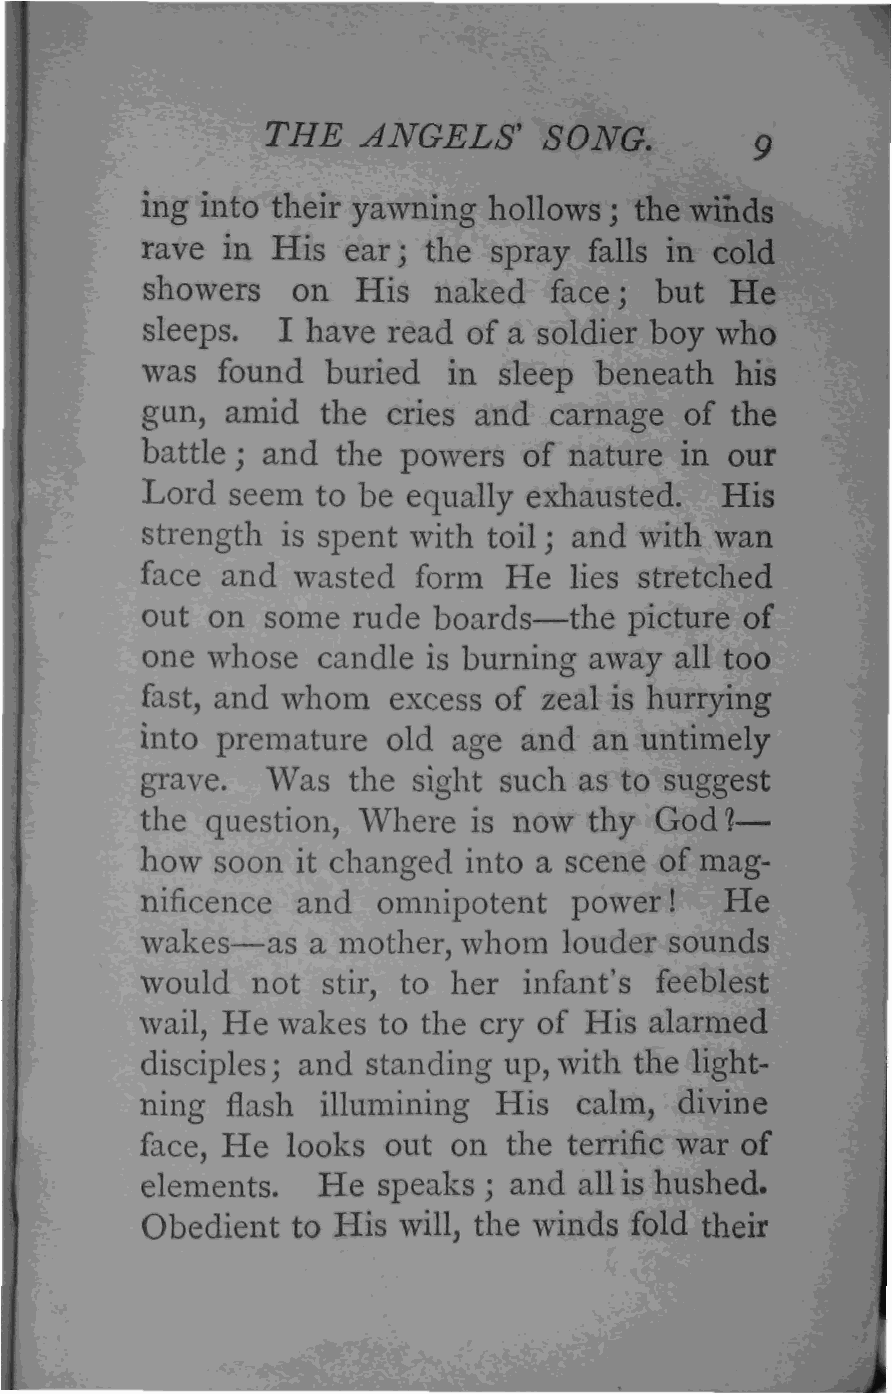 THE ANGELS' SONG. 9
ing into their yawning hollows; the winds
rave in His ear; the spray falls in cold
showers on His naked face; but He
sleeps. I have read of a soldier boy who
was found buried in sleep beneath his
gun, amid the cries and carnage of the
battle; and the powers of nature in our
Lord seem to be equally exhausted. His
strength is spent with toil; and with wan
face and wasted form He lies stretched
out on some rude boards—the picture of
one whose candle is burning away all too
fast, and whom excess of zeal is hurrying
into premature old age and an untimely
grave. Was the sight such as to suggest
the question, Where is now thy God?—
how soon it changed into a scene of mag-
nificence and omnipotent power! He
wakes—as a mother, whom louder sounds
would not stir, to her infant's feeblest
wail, He wakes to the cry of His alarmed
disciples; and standing up, with the light-
ning flash illumining His calm, divine
face, He looks out on the terrific war of
elements. He speaks; and all is hushed.
Obedient to His will, the winds fold their